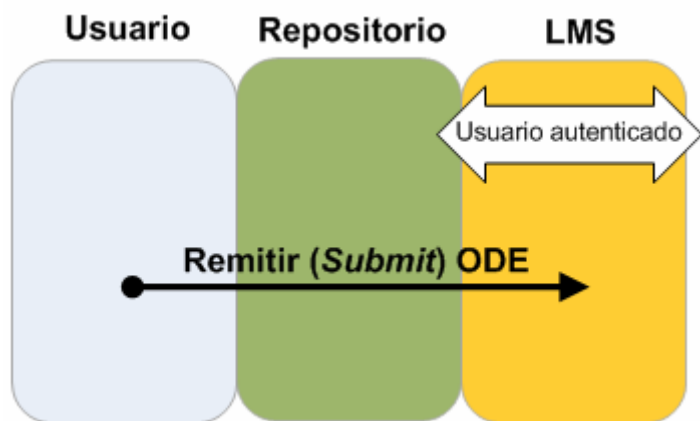 Usuario Repositorio LMS
Usuario autenticado
Remitir (Submit) ODE